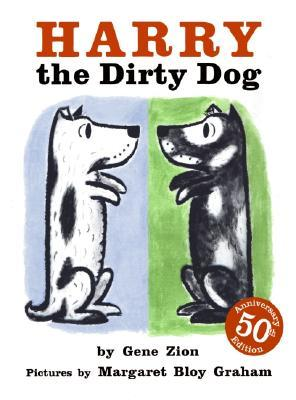 HARRY
the Dirty Dog
Anniversary
50th
Edition
by Gene Zion
Pictures by Margaret Bloy Graham